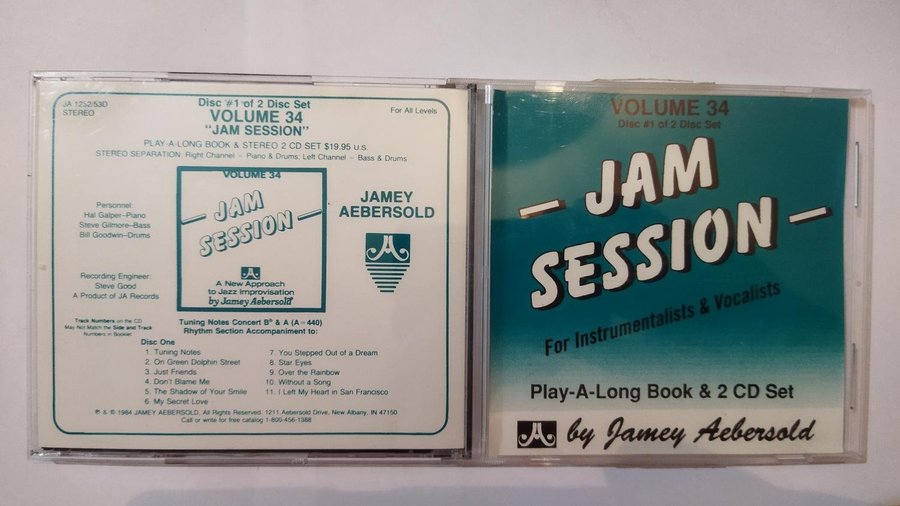 JA 1252/53D
STEREO
Disc #1 of 2 Disc Set
VOLUME 34
"JAM SESSION"
For All Levels
PLAY-A-LONG BOOK & STEREO 2 CD SET $19.95 U.S.
STEREO SEPARATION: Right Channel = Piano & Drums; Left Channel = Bass & Drums
Personnel:
Hal Galper–Piano
Steve Gilmore–Bass
Bill Goodwin–Drums
Recording Engineer:
Steve Good
A Product of JA Records
Track Numbers on the CD
May Not Match the Side and Track
Numbers in Booklet
VOLUME 34
JAM
SESSION
A New Approach
to Jazz Improvisation
by Jamey Aebersold
JAMEY
AEBERSOLD
Tuning Notes Concert B♭ & A (A=440)
Rhythm Section Accompaniment to:
Disc One
1. Tuning Notes
2. On Green Dolphin Street
3. Just Friends
4. Don't Blame Me
5. The Shadow of Your Smile
6. My Secret Love
7. You Stepped Out of a Dream
8. Star Eyes
9. Over the Rainbow
10. Without a Song
11. I Left My Heart in San Francisco
℗ & © 1984 JAMEY AEBERSOLD. All Rights Reserved. 1211 Aebersold Drive, New Albany, IN 47150
Call or write for free catalog 1-800-456-1388
VOLUME 34
Disc #1 of 2 Disc Set
JAM
SESSION
For Instrumentalists & Vocalists
Play-A-Long Book & 2 CD Set
by Jamey Aebersold